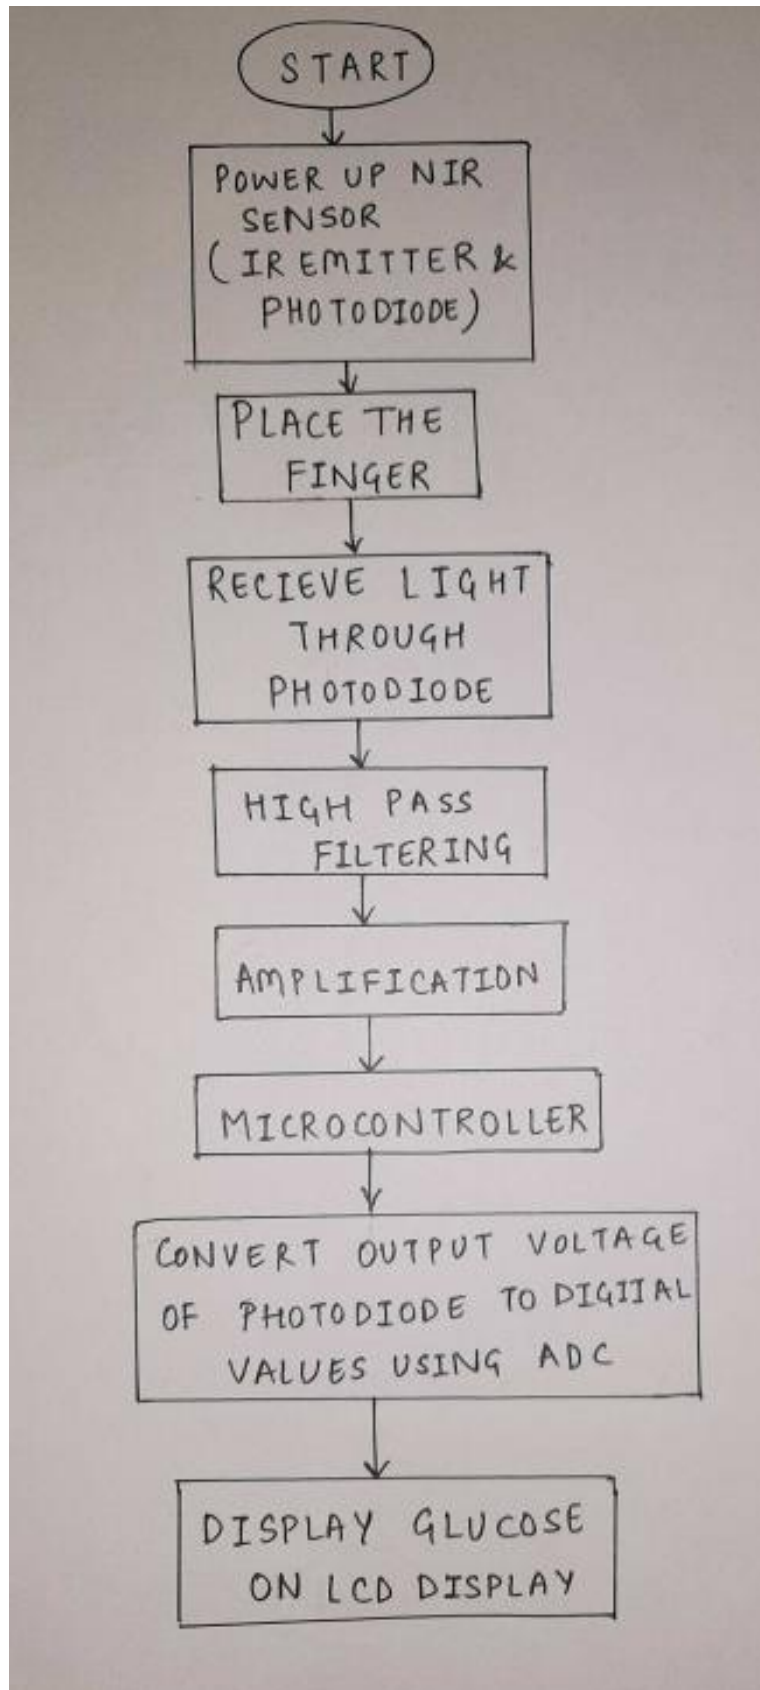 START
POWER UP NIR
SENSOR
(IR EMITTER &
PHOTODIODE)
PLACE THE
FINGER
RECIEVE LIGHT
THROUGH
PHOTODIODE
HIGH PASS
FILTERING
AMPLIFICATION
MICROCONTROLLER
CONVERT OUTPUT VOLTAGE
OF PHOTODIODE TO DIGITAL
VALUES USING ADC
DISPLAY GLUCOSE
ON LCD DISPLAY